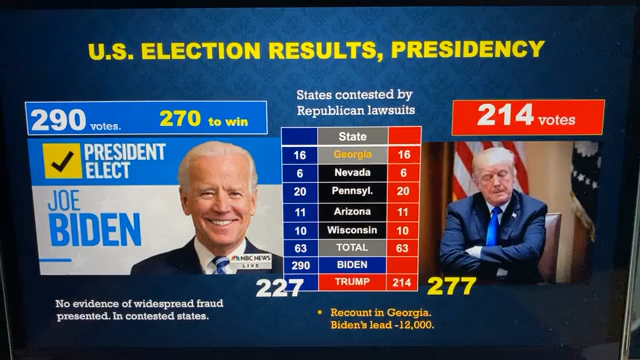 U.S. ELECTION RESULTS, PRESIDENCY
States contested by
Republican lawsuits
290 votes. 270 to win
214 votes
PRESIDENT
ELECT
JOE
BIDEN
NBC NEWS
LIVE
State
16 Georgia 16
6 Nevada 6
20 Pennsyl. 20
11 Arizona 11
10 Wisconsin 10
63 TOTAL 63
290 BIDEN
TRUMP 214
227
277
No evidence of widespread fraud
presented. In contested states.
Recount in Georgia.
Biden's lead -12,000.